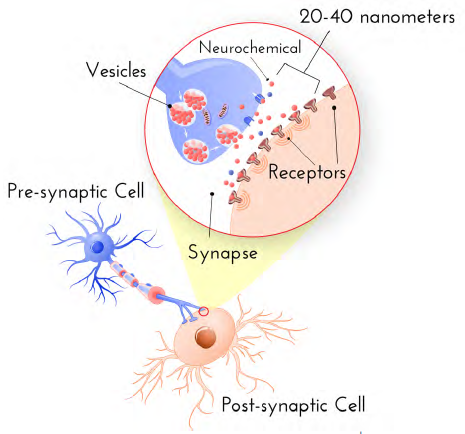 20-40 nanometers
Neurochemical
Vesicles
Receptors
Pre-synaptic Cell
Synapse
Post-synaptic Cell